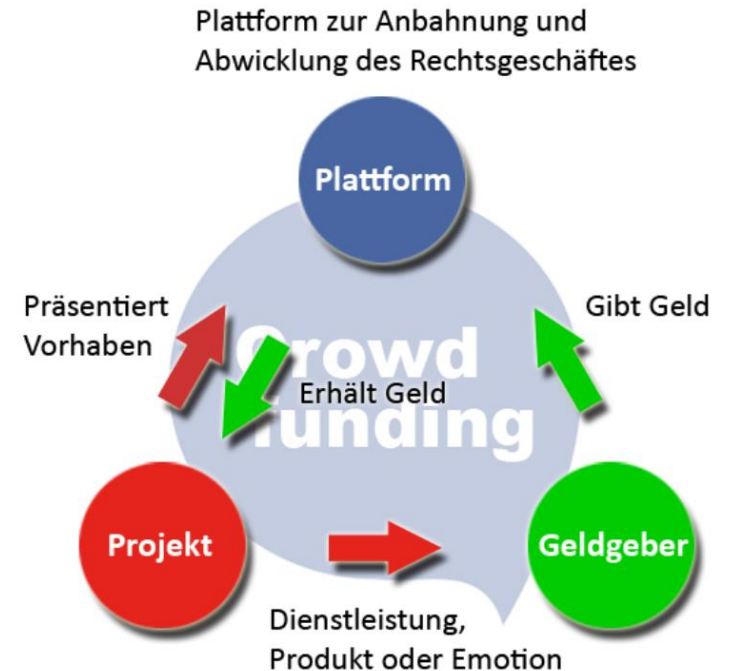 Plattform zur Anbahnung und
Abwicklung des Rechtsgeschäftes
Plattform
Präsentiert
Vorhaben
Gibt Geld
Crowd
funding
Erhält Geld
Projekt
Geldgeber
Dienstleistung,
Produkt oder Emotion